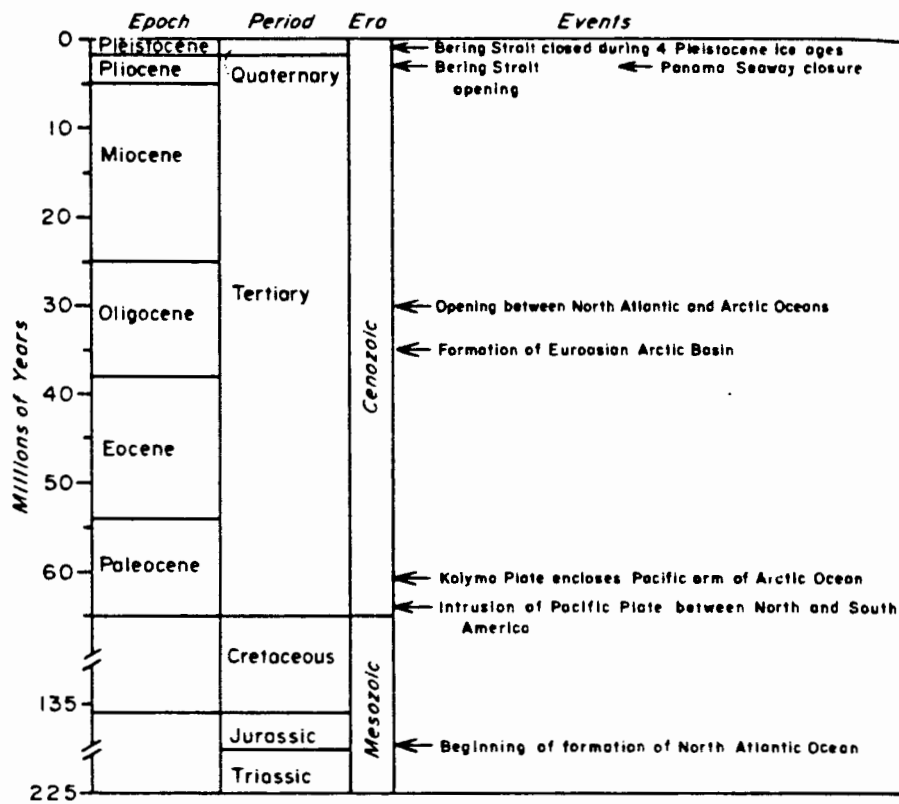 Epoch Period Era Events
0 Pleistocene Bering Strait closed during 4 Pleistocene ice ages
Pliocene Quaternary Bering Strait opening Panama Seaway closure
10
Miocene
20
30 Tertiary Opening between North Atlantic and Arctic Oceans
Oligocene
Formation of Euroasian Arctic Basin
Millions of Years
Cenozoic
40
Eocene
50
60 Paleocene
Kolyma Plate encloses Pacific arm of Arctic Ocean
Intrusion of Pacific Plate between North and South
America
Cretaceous
135
Mesozoic
Jurassic Beginning of formation of North Atlantic Ocean
Triassic
225